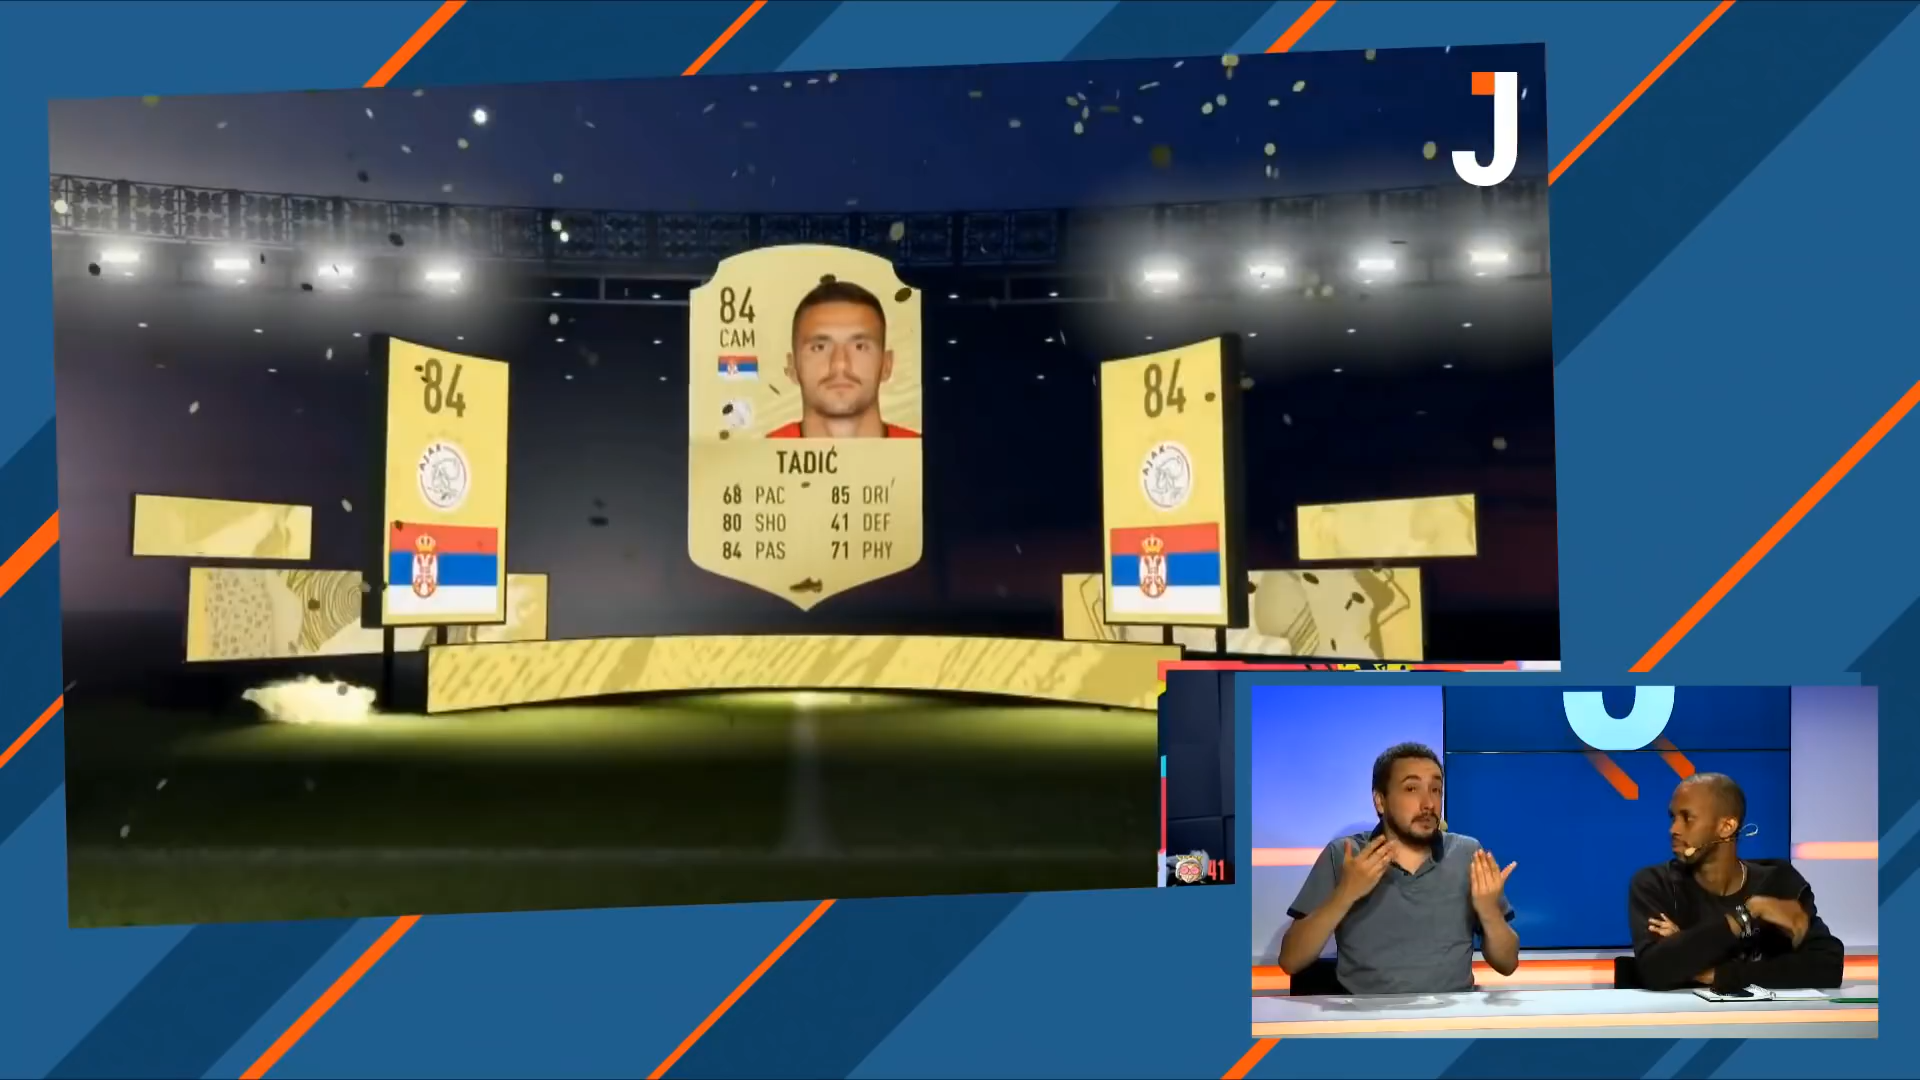 J
84
CAM
TADIĆ
68 PAC 85 DRI
80 SHO 41 DEF
84 PAS 71 PHY
84
AJAX
84
AJAX
41
J